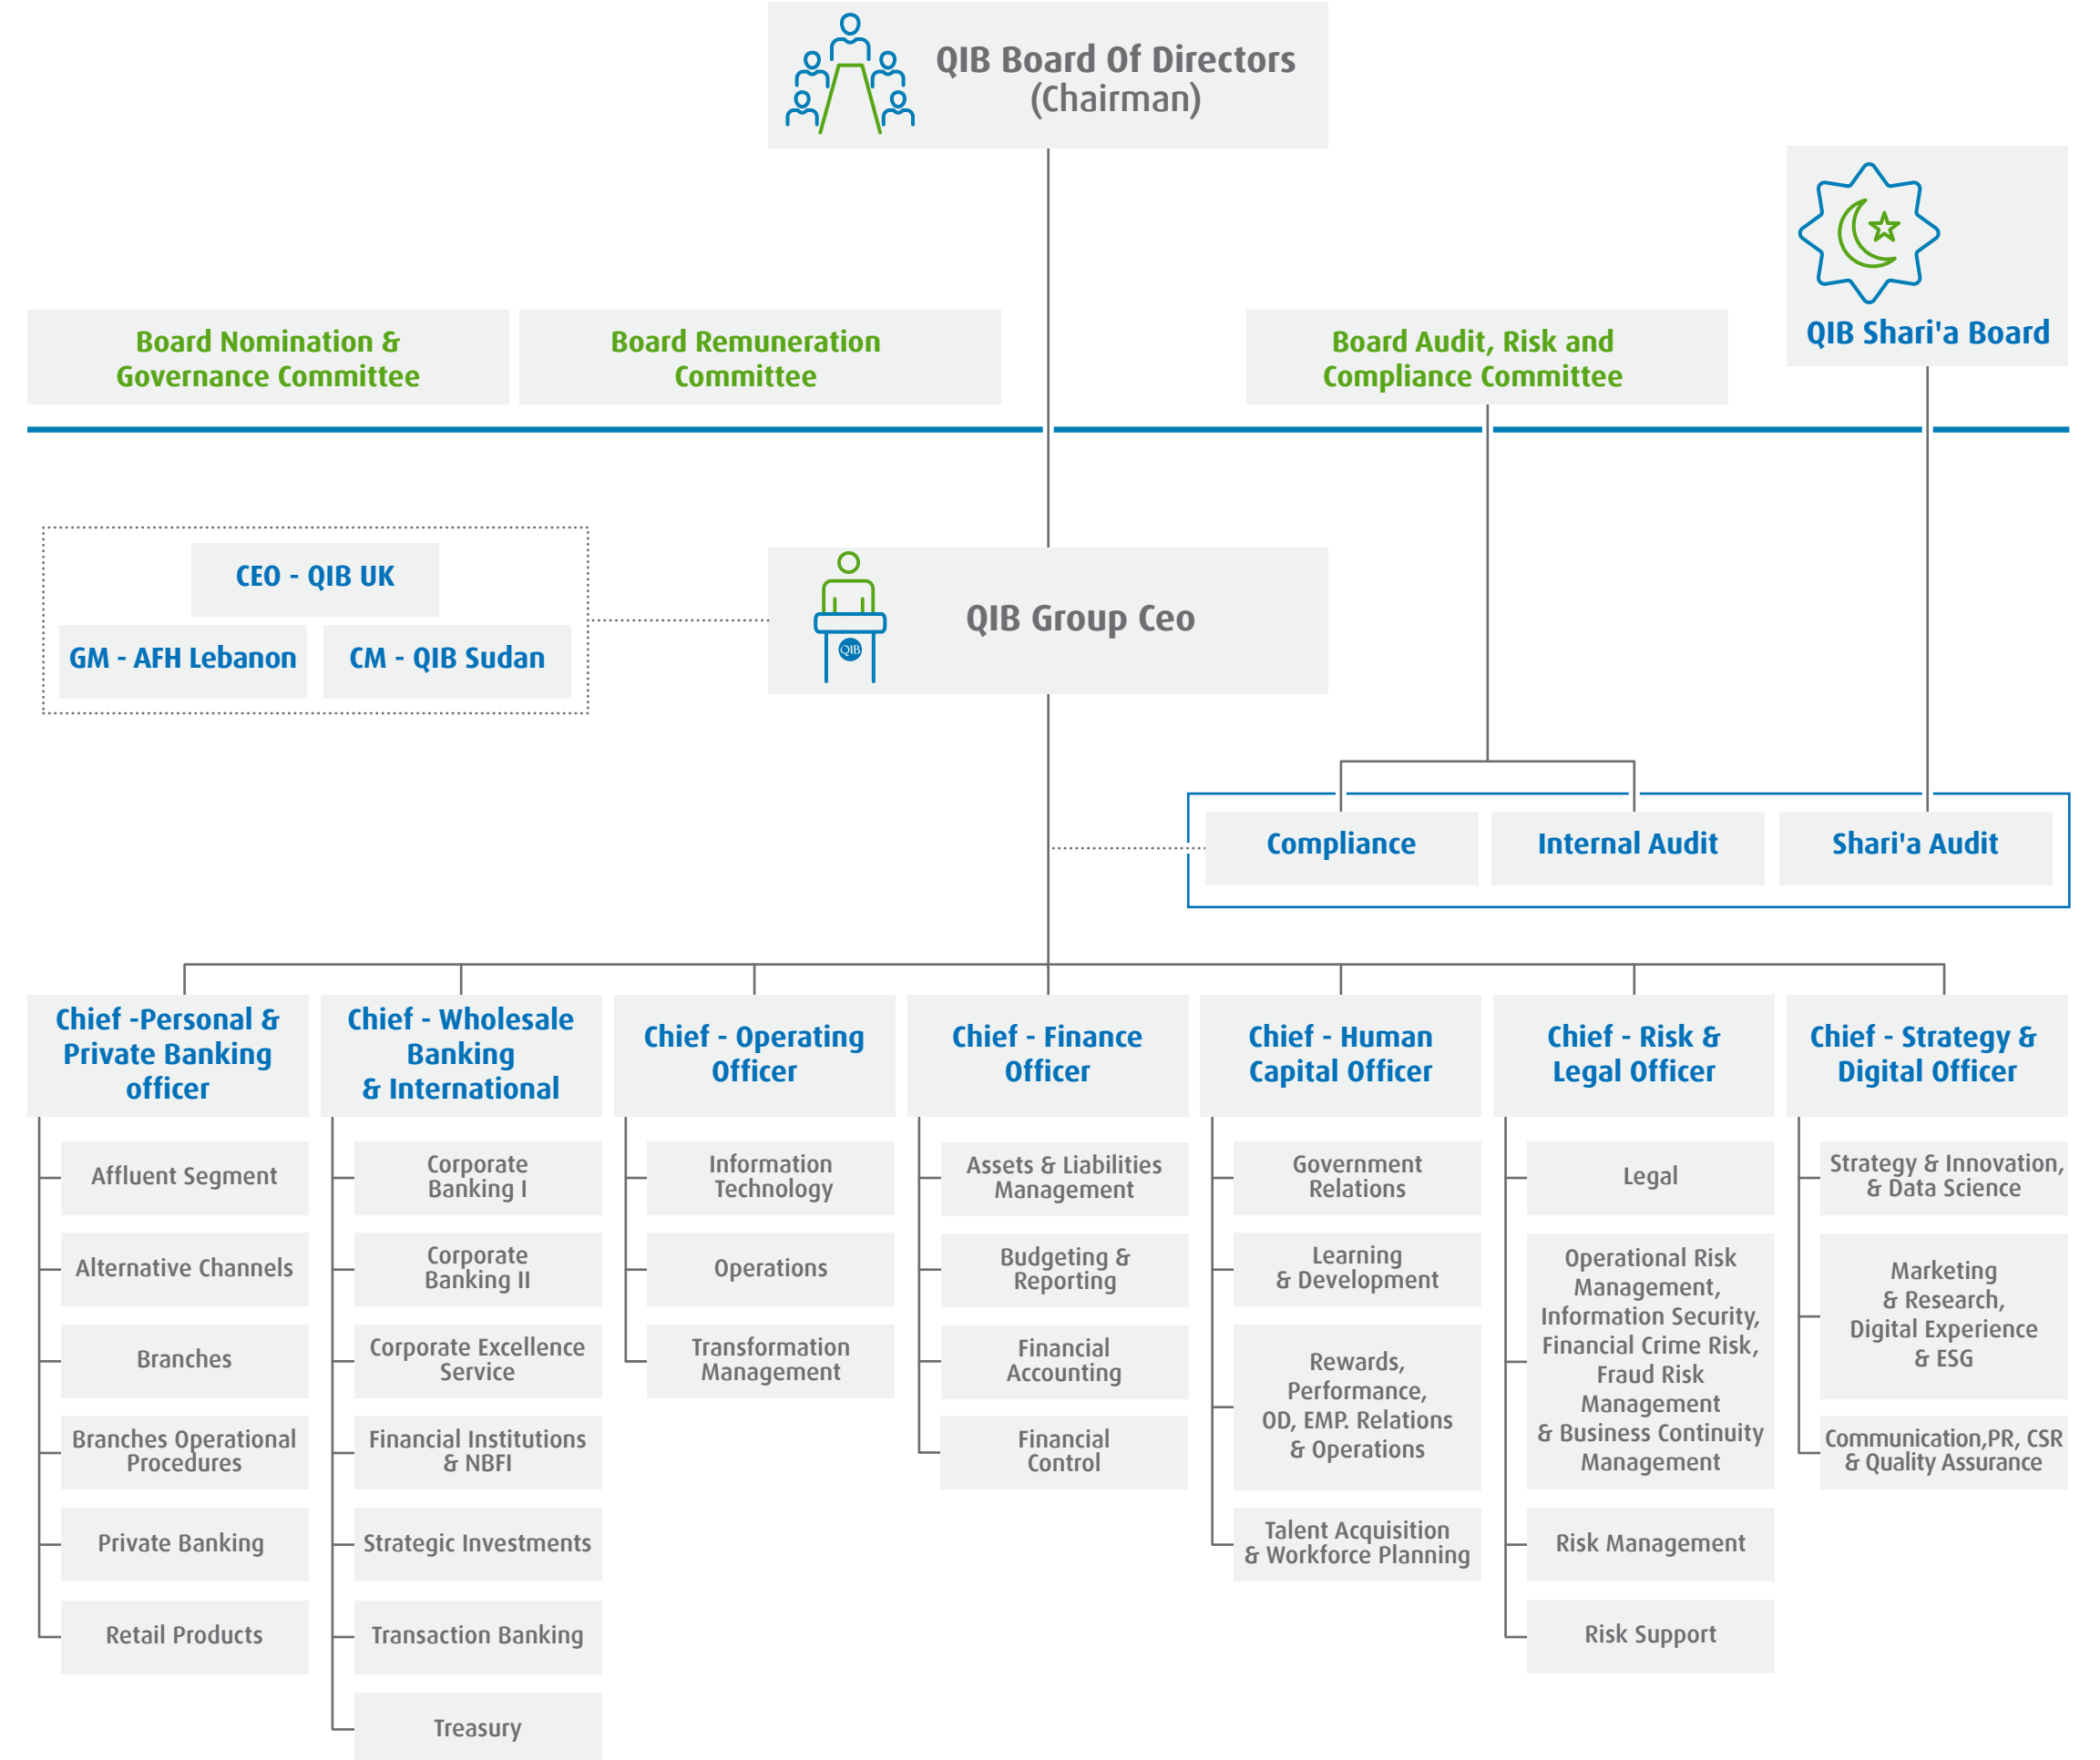 QIB Board Of Directors
(Chairman)
QIB Shari'a Board
Board Nomination &
Governance Committee
Board Remuneration
Committee
Board Audit, Risk and
Compliance Committee
CEO - QIB UK
GM - AFH Lebanon
CM - QIB Sudan
QIB
QIB Group Ceo
Compliance
Internal Audit
Shari'a Audit
Chief -Personal &
Private Banking
officer
Affluent Segment
Alternative Channels
Branches
Branches Operational
Procedures
Private Banking
Retail Products
Chief - Wholesale
Banking
& International
Corporate
Banking I
Corporate
Banking II
Corporate Excellence
Service
Financial Institutions
& NBFI
Strategic Investments
Transaction Banking
Treasury
Chief - Operating
Officer
Information
Technology
Operations
Transformation
Management
Chief - Finance
Officer
Assets & Liabilities
Management
Budgeting &
Reporting
Financial
Accounting
Financial
Control
Chief - Human
Capital Officer
Government
Relations
Learning
& Development
Rewards,
Performance,
OD, EMP. Relations
& Operations
Talent Acquisition
& Workforce Planning
Chief - Risk &
Legal Officer
Legal
Operational Risk
Management,
Information Security,
Financial Crime Risk,
Fraud Risk
Management
& Business Continuity
Management
Risk Management
Risk Support
Chief - Strategy &
Digital Officer
Strategy & Innovation,
& Data Science
Marketing
& Research,
Digital Experience
& ESG
Communication,PR, CSR
& Quality Assurance